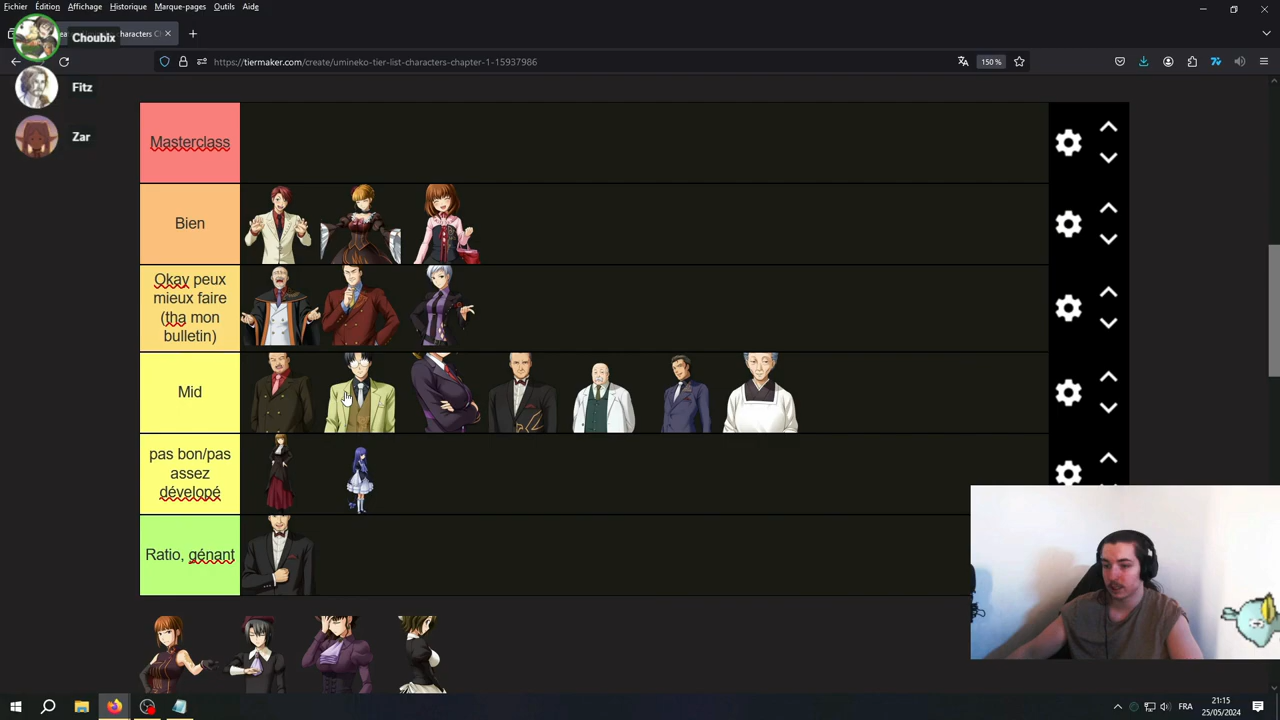 Fichier Édition Affichage Historique Marque-pages Outils Aide
haracters C
https://tiermaker.com/create/umineko-tier-list-characters-chapter-1-15937986
150 %
Choubix
Fitz
Zar
Masterclass
Bien
Okay peux
mieux faire
(tha mon
bulletin)
Mid
pas bon/pas
assez
dévelopé
Ratio, génant
FRA
21:15
25/05/2024